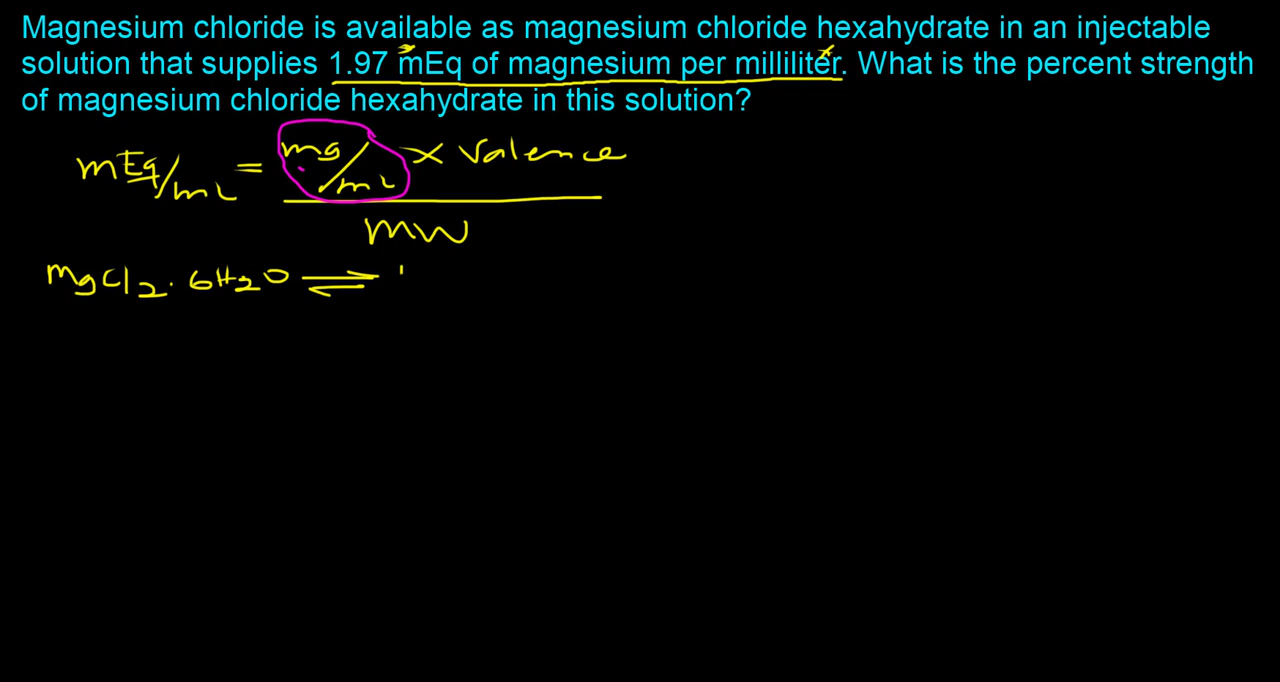 Magnesium chloride is available as magnesium chloride hexahydrate in an injectable
solution that supplies 1.97 mEq of magnesium per milliliter. What is the percent strength
of magnesium chloride hexahydrate in this solution?
mEq/mL = mg/mL x Valence
MW
MgCl2. 6H2O ⇌